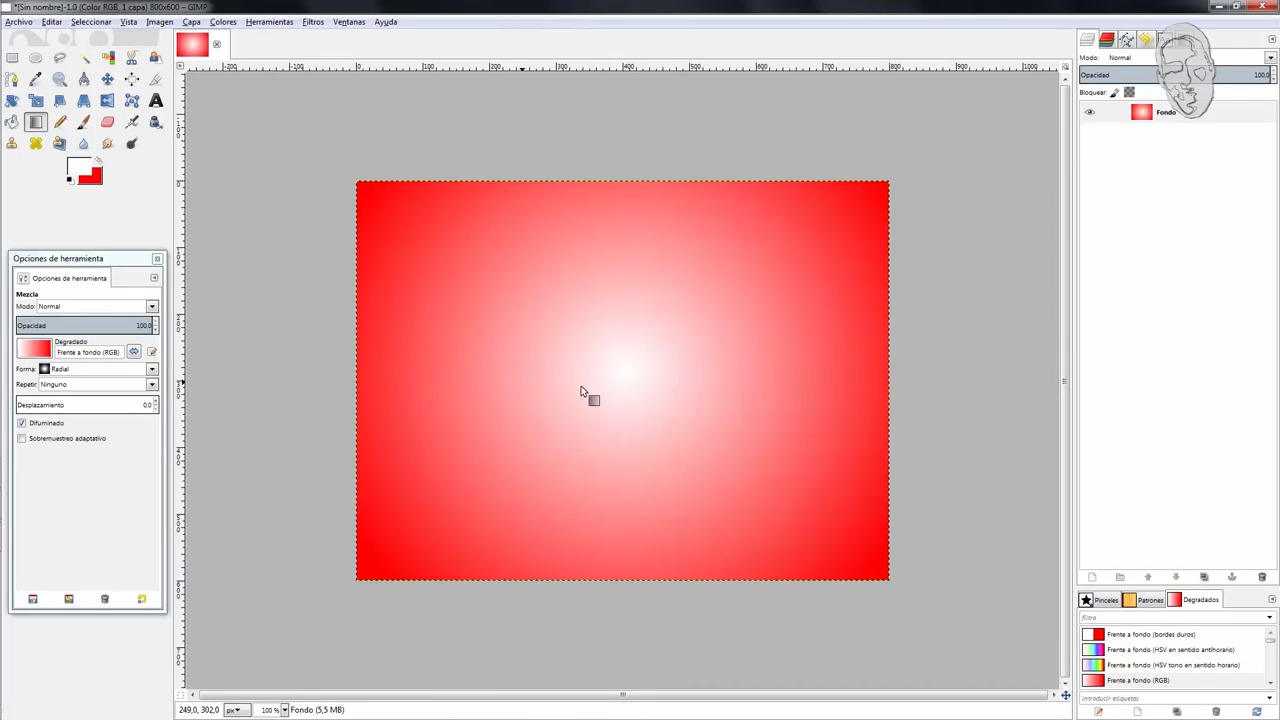 *[Sin nombre]-1.0 (Color RGB, 1 capa) 800x600 – GIMP
Archivo Editar Seleccionar Vista Imagen Capa Colores Herramientas Filtros Ventanas Ayuda
Modo: Normal
Opacidad 100,0
Bloquear:
Fondo
Opciones de herramienta
Opciones de herramienta
Mezcla
Modo: Normal
Opacidad 100,0
Degradado
Frente a fondo (RGB)
Forma: Radial
Repetir: Ninguno
Desplazamiento 0,0
Difuminado
Sobremuestreo adaptativo
Pinceles Patrones Degradados
filtro
Frente a fondo (bordes duros)
Frente a fondo (HSV en sentido antihorario)
Frente a fondo (HSV tono en sentido horario)
Frente a fondo (RGB)
introducir etiquetas
249,0, 302,0 px 100 % Fondo (5,5 MB)